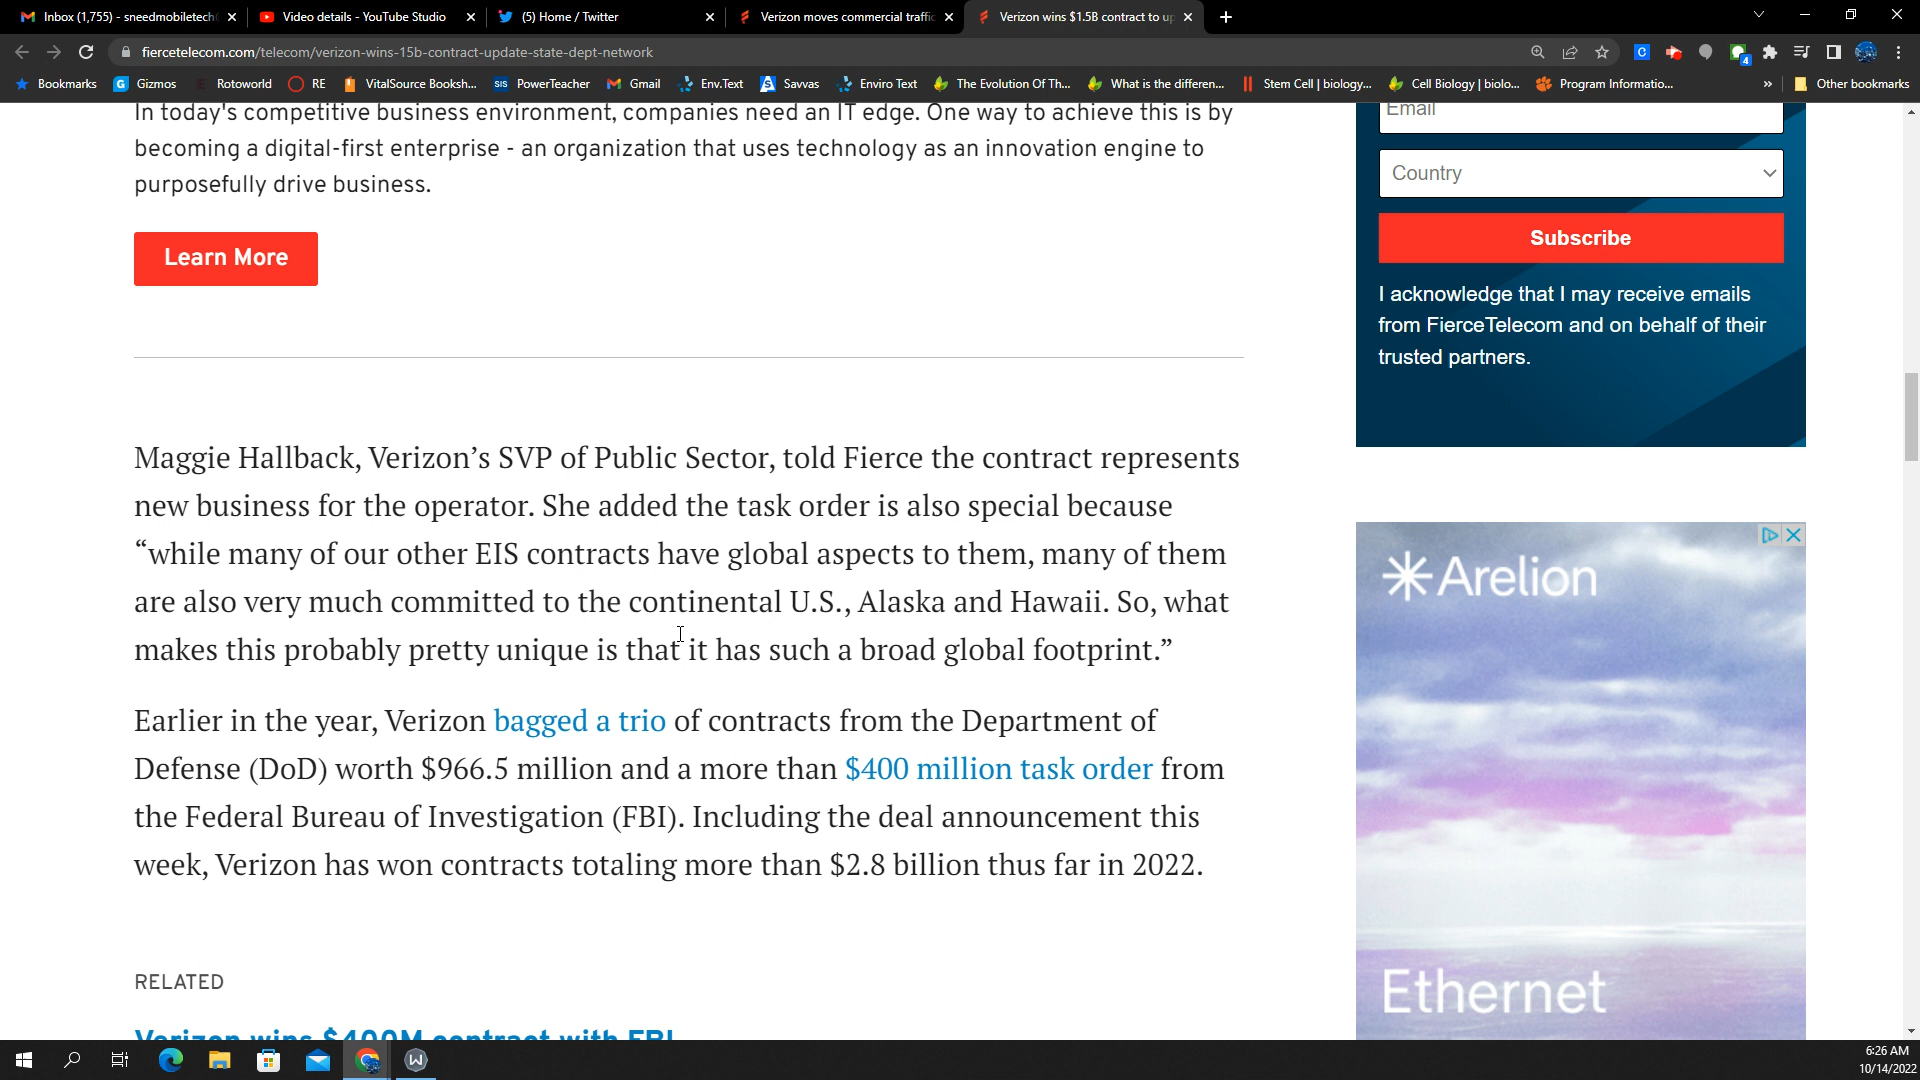 Inbox (1,755) - sneedmobiletech
Video details - YouTube Studio
(5) Home / Twitter
Verizon moves commercial traffic
Verizon wins $1.5B contract to up
fiercetelecom.com/telecom/verizon-wins-15b-contract-update-state-dept-network
4
Bookmarks
G Gizmos
Rotoworld
RE
VitalSource Booksh...
SIS PowerTeacher
Gmail
Env.Text
Savvas
Enviro Text
The Evolution Of Th...
What is the differen...
Stem Cell | biology...
Cell Biology | biolo...
Program Informatio...
»
Other bookmarks
In today's competitive business environment, companies need an IT edge. One way to achieve this is by
becoming a digital-first enterprise - an organization that uses technology as an innovation engine to
purposefully drive business.
Learn More
Maggie Hallback, Verizon’s SVP of Public Sector, told Fierce the contract represents
new business for the operator. She added the task order is also special because
“while many of our other EIS contracts have global aspects to them, many of them
are also very much committed to the continental U.S., Alaska and Hawaii. So, what
makes this probably pretty unique is that it has such a broad global footprint.”
Earlier in the year, Verizon bagged a trio of contracts from the Department of
Defense (DoD) worth $966.5 million and a more than $400 million task order from
the Federal Bureau of Investigation (FBI). Including the deal announcement this
week, Verizon has won contracts totaling more than $2.8 billion thus far in 2022.
RELATED
Verizon wins $400M contract with FBI
Email
Country
Subscribe
I acknowledge that I may receive emails
from FierceTelecom and on behalf of their
trusted partners.
Arelion
Ethernet
6:26 AM
10/14/2022